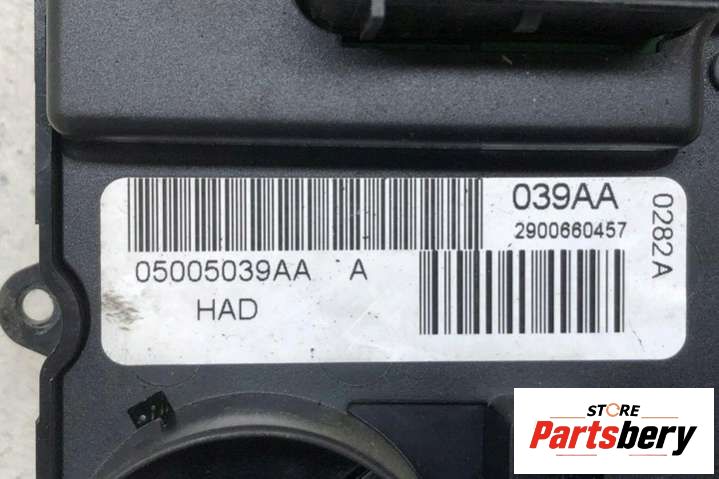 039AA
2900660457
0282A
05005039AA A
HAD
STORE
Partsbery